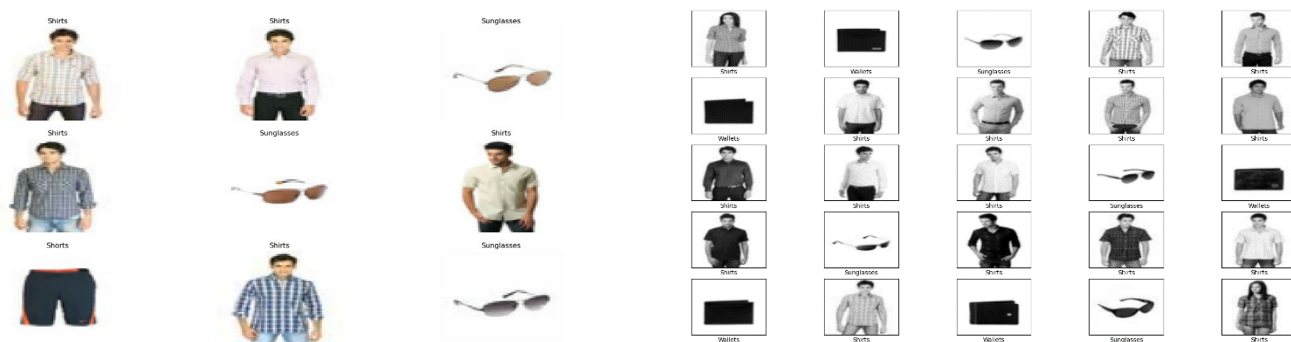 Shirts Shirts Sunglasses
Shirts Sunglasses Shirts
Shorts Shirts Sunglasses
Shirts Wallets Sunglasses Shirts Shirts
Wallets Shirts Shirts Shirts Shirts
Shirts Shirts Shirts Sunglasses Wallets
Shirts Sunglasses Shirts Shirts Shirts
Wallets Shirts Wallets Sunglasses Shirts